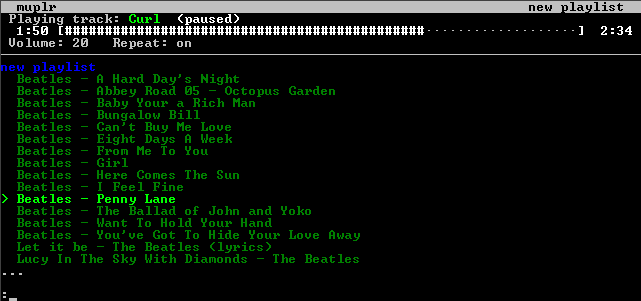 muplr new playlist
Playing track: Curl (paused)
1:50 [##################################################·····················] 2:34
Volume: 20 Repeat: on
new playlist
Beatles - A Hard Day's Night
Beatles - Abbey Road 05 - Octopus Garden
Beatles - Baby Your a Rich Man
Beatles - Bungalow Bill
Beatles - Can't Buy Me Love
Beatles - Eight Days A Week
Beatles - From Me To You
Beatles - Girl
Beatles - Here Comes The Sun
Beatles - I Feel Fine
> Beatles - Penny Lane
Beatles - The Ballad of John and Yoko
Beatles - Want To Hold Your Hand
Beatles - You've Got To Hide Your Love Away
Let it be - The Beatles (lyrics)
Lucy In The Sky With Diamonds - The Beatles
---
:_